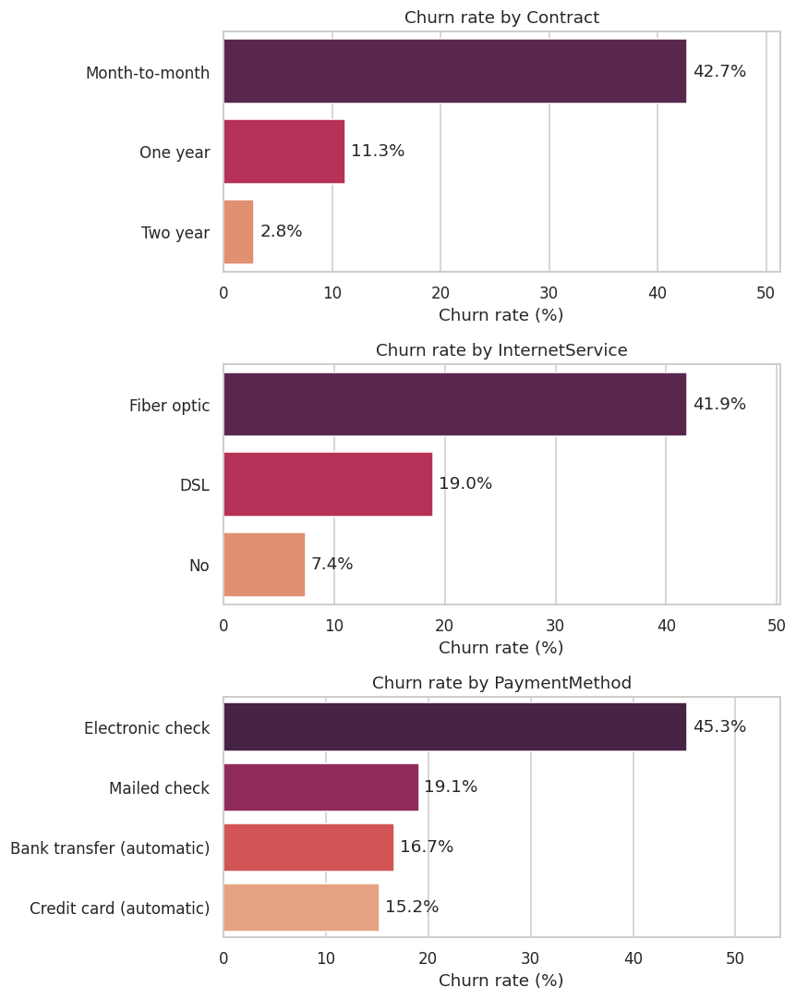 Churn rate by Contract
Month-to-month 42.7%
One year 11.3%
Two year 2.8%
0 10 20 30 40 50
Churn rate (%)
Churn rate by InternetService
Fiber optic 41.9%
DSL 19.0%
No 7.4%
0 10 20 30 40 50
Churn rate (%)
Churn rate by PaymentMethod
Electronic check 45.3%
Mailed check 19.1%
Bank transfer (automatic) 16.7%
Credit card (automatic) 15.2%
0 10 20 30 40 50
Churn rate (%)